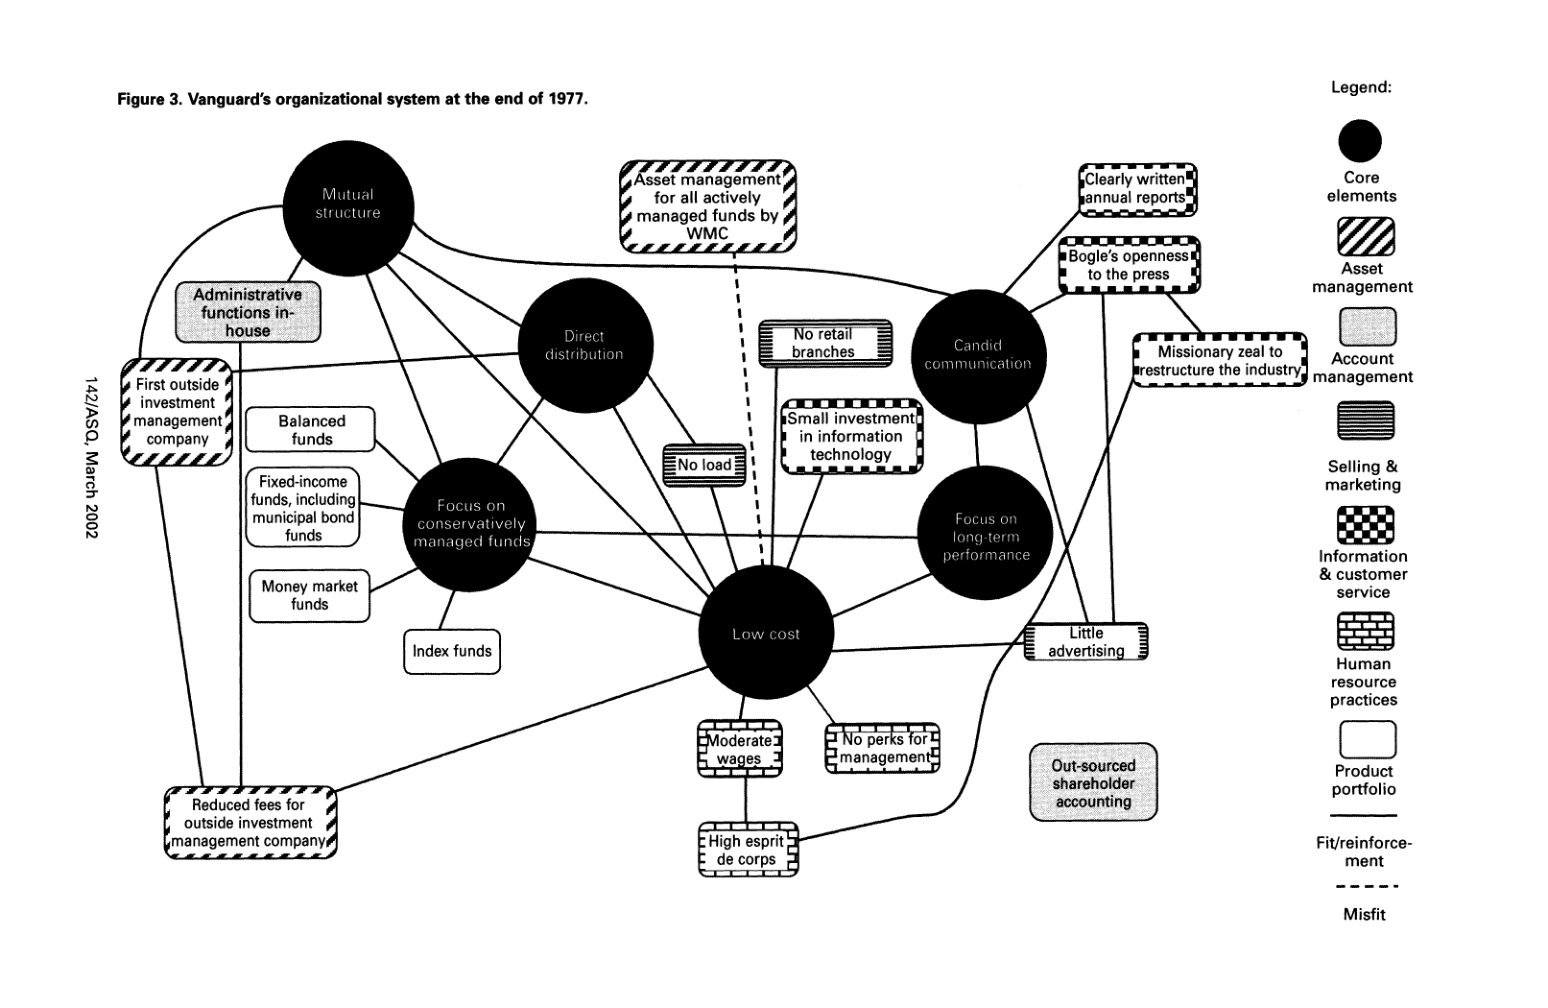 Figure 3. Vanguard's organizational system at the end of 1977.
Legend:
Mutual
structure
Asset management
for all actively
managed funds by
WMC
Clearly written
annual reports
Bogle's openness
to the press
Administrative
functions in-
house
Direct
distribution
No retail
branches
Candid
communication
Missionary zeal to
restructure the industry
First outside
investment
management
company
Balanced
funds
Small investment
in information
technology
No load
Fixed-income
funds, including
municipal bond
funds
Focus on
conservatively
managed funds
Focus on
long-term
performance
Money market
funds
Index funds
Low cost
Little
advertising
Moderate
wages
No perks for
management
Out-sourced
shareholder
accounting
Reduced fees for
outside investment
management company
High esprit
de corps
Core
elements
Asset
management
Account
management
Selling &
marketing
Information
& customer
service
Human
resource
practices
Product
portfolio
Fit/reinforce-
ment
Misfit
142/ASQ, March 2002